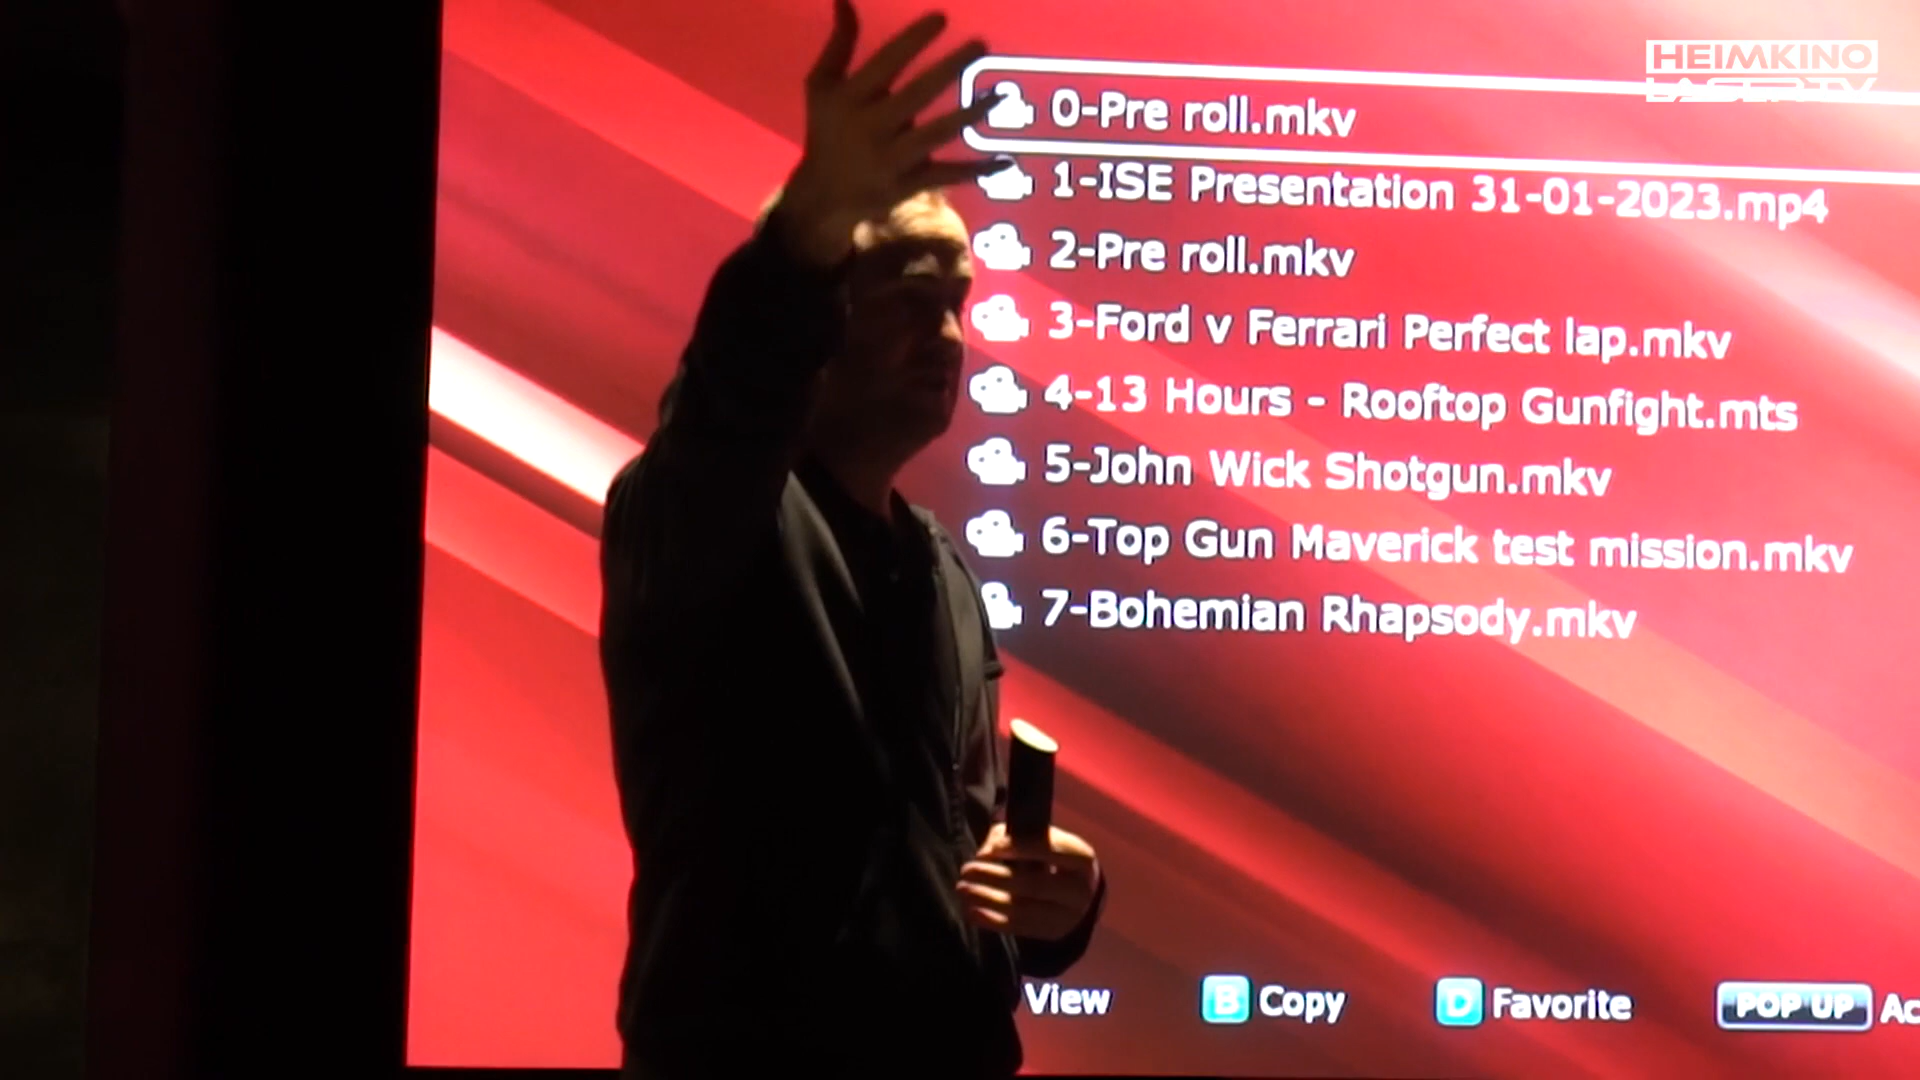 HEIMKINO
LASERTV
0-Pre roll.mkv
1-ISE Presentation 31-01-2023.mp4
2-Pre roll.mkv
3-Ford v Ferrari Perfect lap.mkv
4-13 Hours - Rooftop Gunfight.mts
5-John Wick Shotgun.mkv
6-Top Gun Maverick test mission.mkv
7-Bohemian Rhapsody.mkv
View B Copy D Favorite POP UP